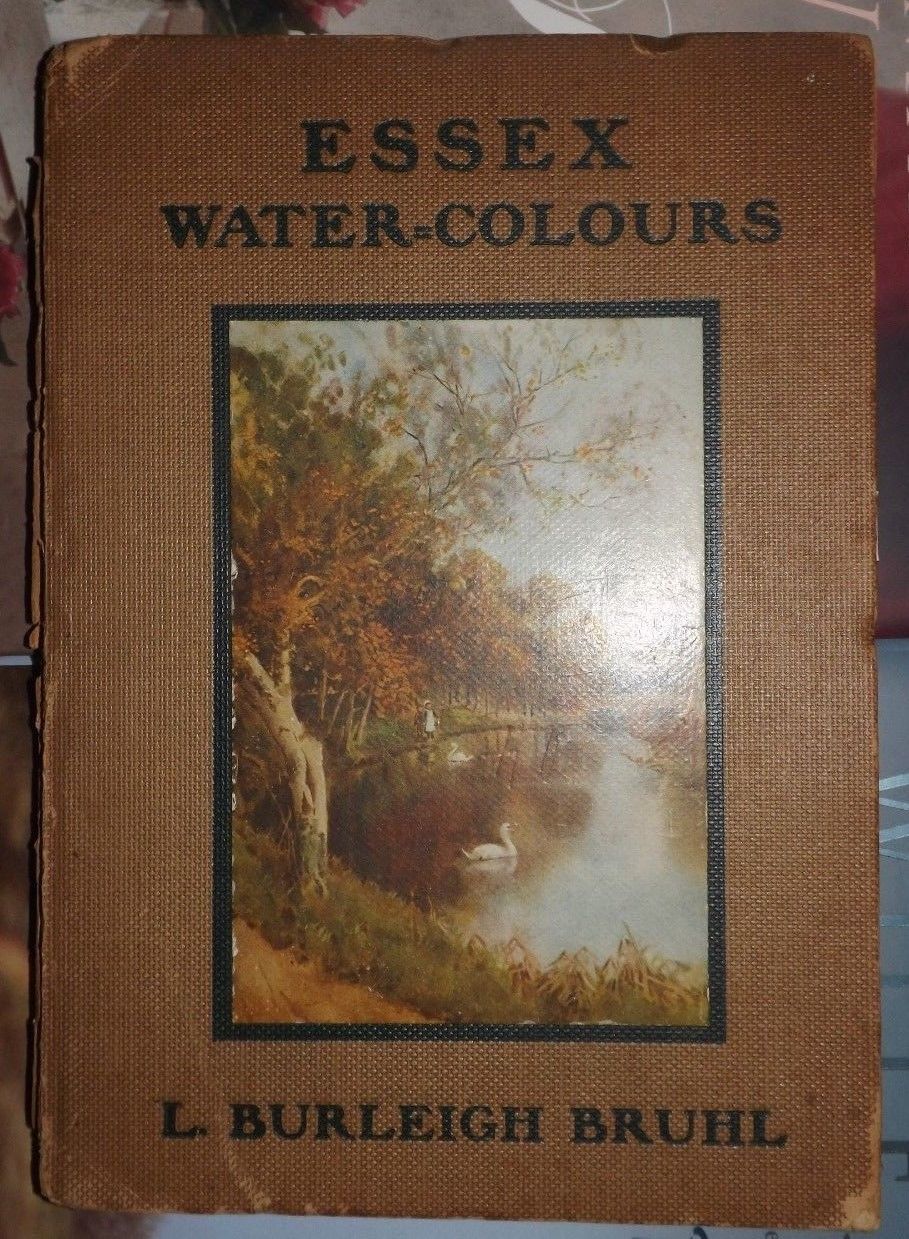 ESSEX
WATER=COLOURS
L. BURLEIGH BRUHL